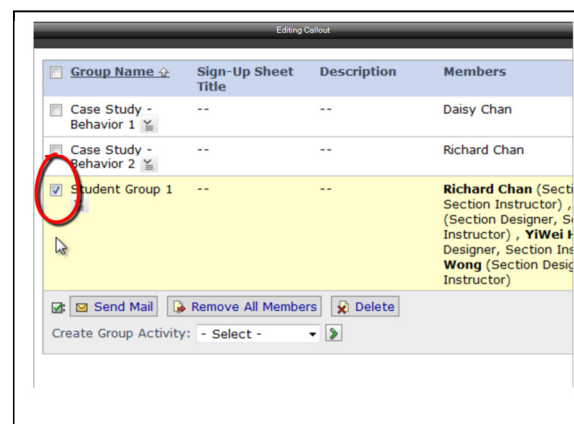 Editing Callout
Group Name Sign-Up Sheet Title Description Members
Case Study - Behavior 1 -- -- Daisy Chan
Case Study - Behavior 2 -- -- Richard Chan
Student Group 1 -- -- Richard Chan (Secti
Section Instructor) ,
(Section Designer, S
Instructor) , YiWei H
Designer, Section Ins
Wong (Section Desig
Instructor)
Send Mail Remove All Members Delete
Create Group Activity: - Select -